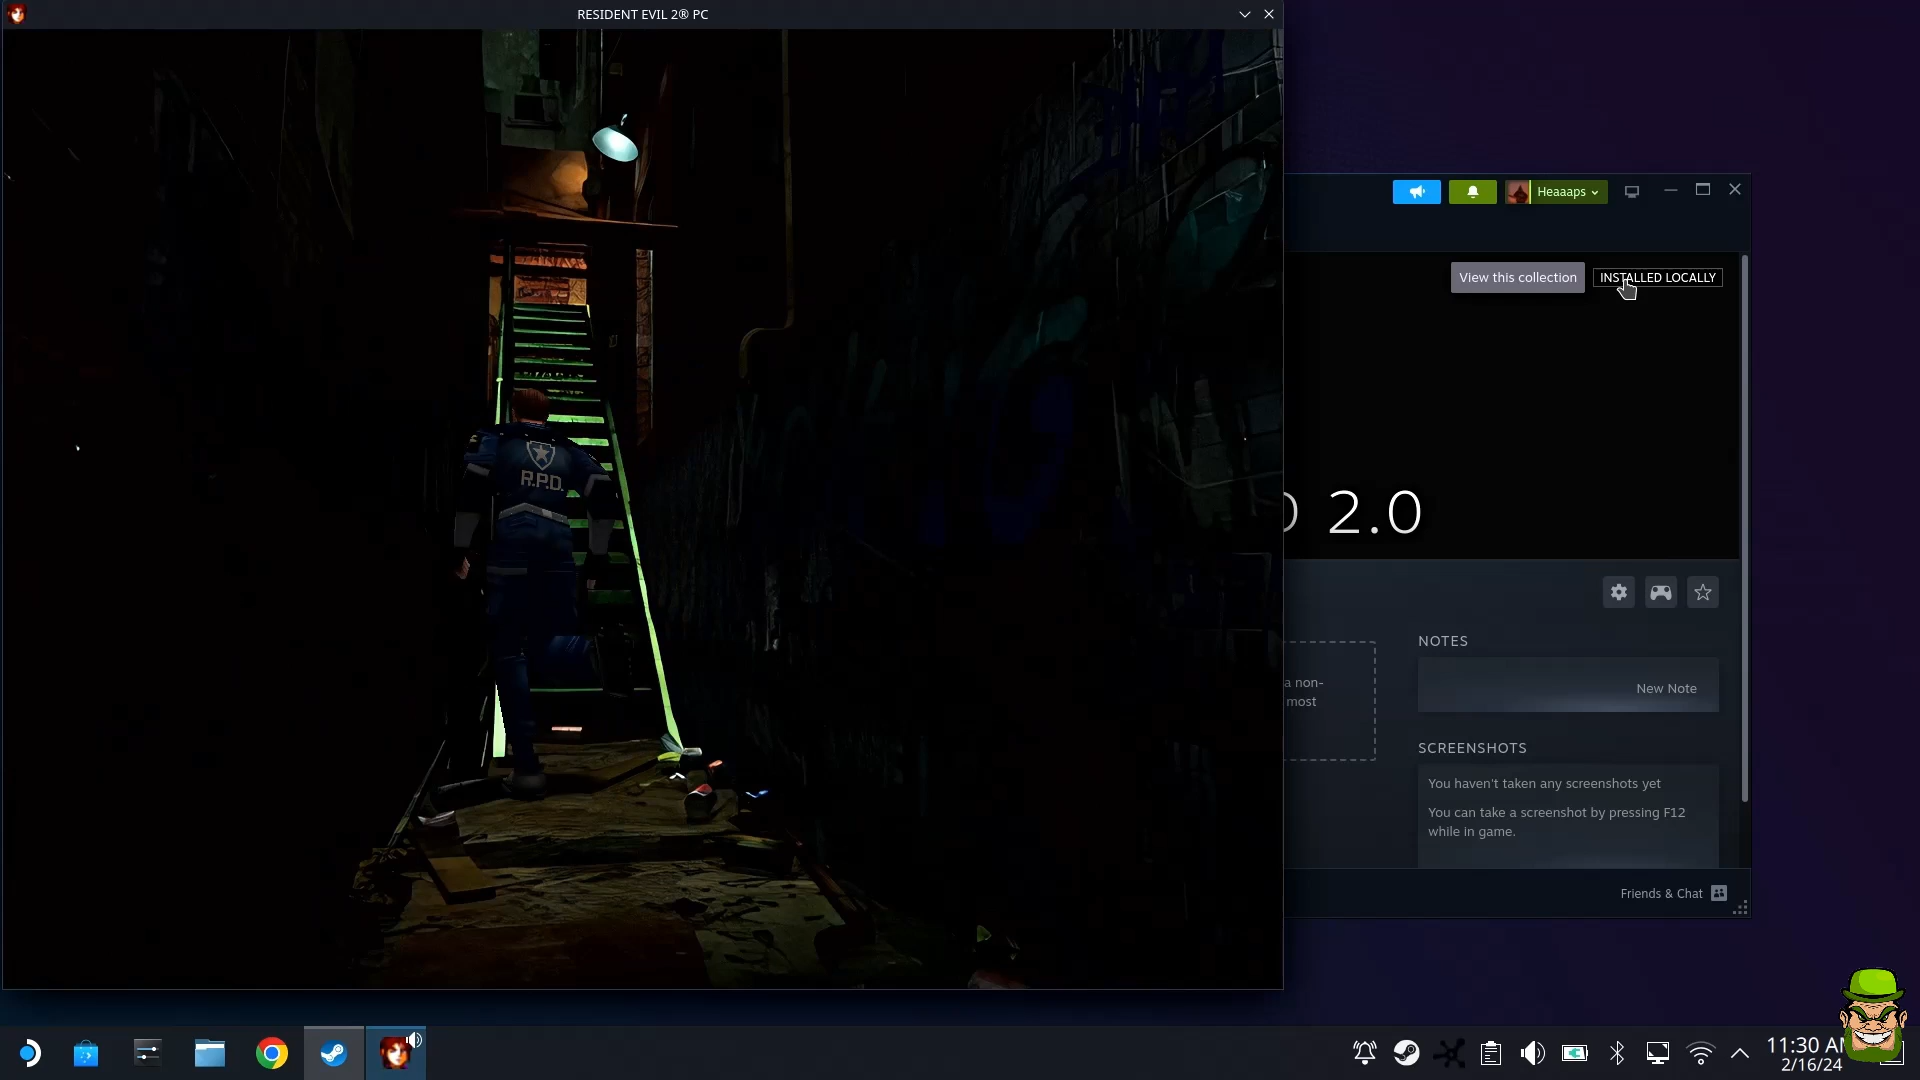 RESIDENT EVIL 2® PC
Heaaaps
View this collection
INSTALLED LOCALLY
R.P.D.
2.0
a non-
most
NOTES
New Note
SCREENSHOTS
You haven't taken any screenshots yet
You can take a screenshot by pressing F12
while in game.
Friends & Chat
11:30 AM
2/16/24